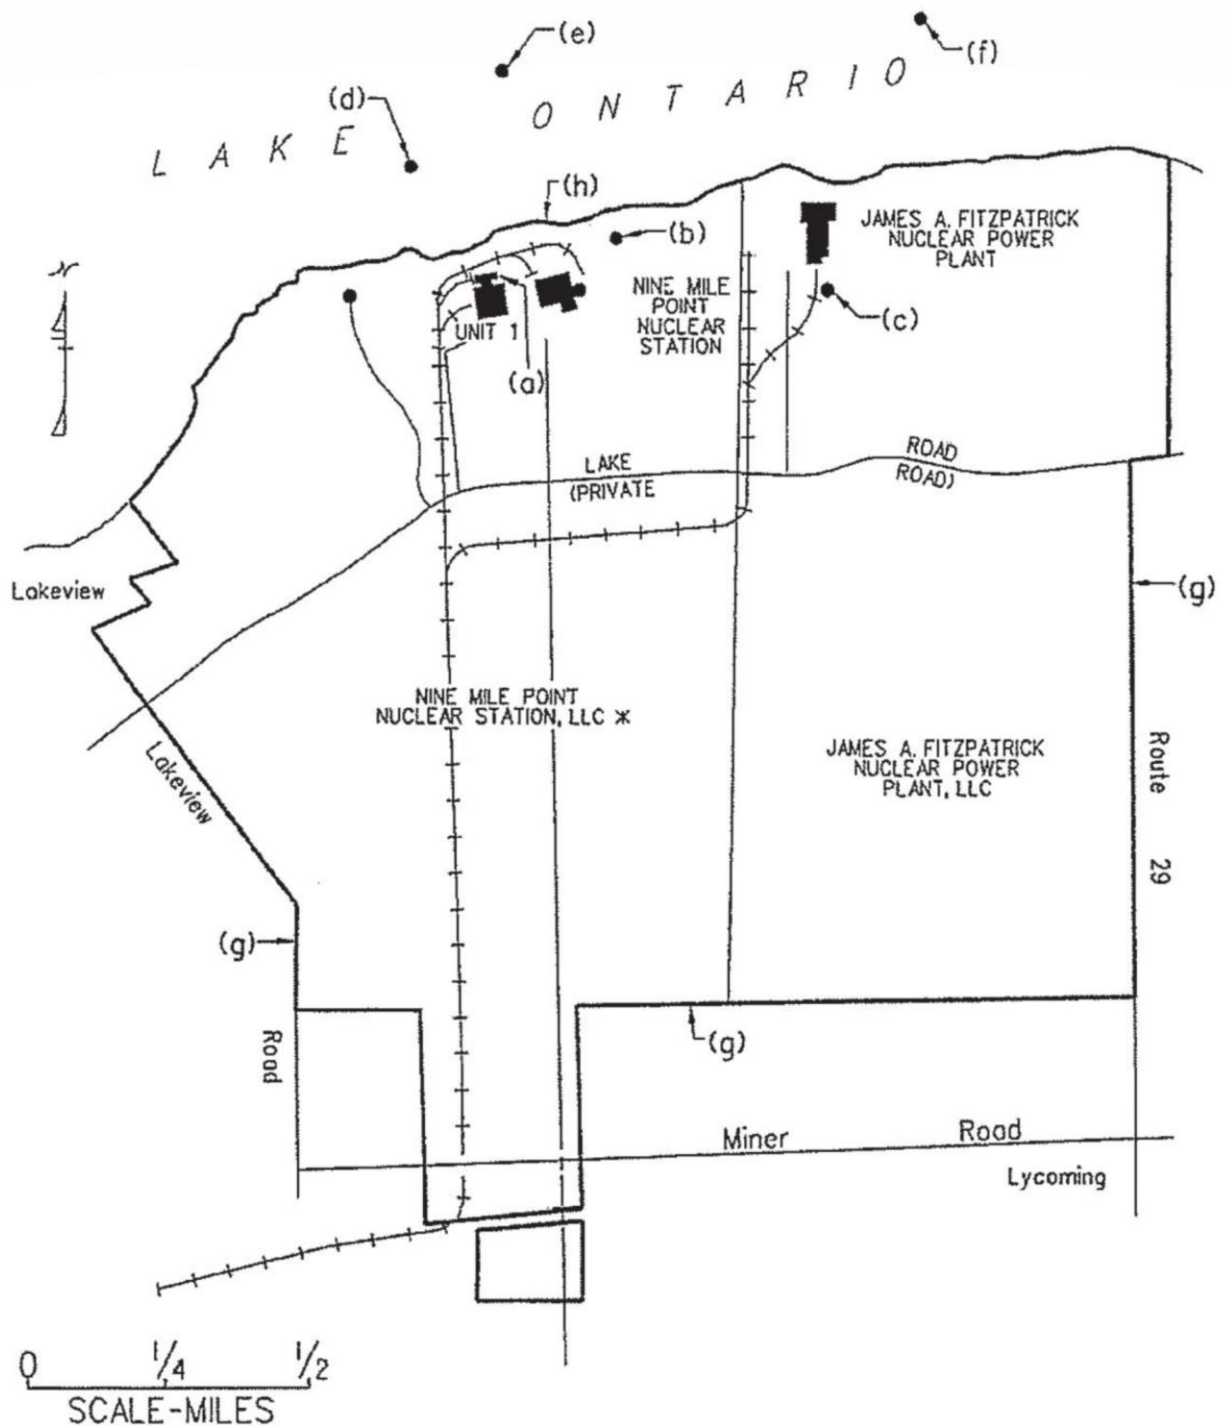 (e)
(f)
(d)
LAKE ONTARIO
(h)
(b)
JAMES A. FITZPATRICK
NUCLEAR POWER
PLANT
N
NINE MILE
POINT
NUCLEAR
STATION
(c)
UNIT 1
(a)
LAKE ROAD
(PRIVATE ROAD)
Lakeview
(g)
NINE MILE POINT
NUCLEAR STATION, LLC *
JAMES A. FITZPATRICK
NUCLEAR POWER
PLANT, LLC
Route 29
Lakeview
(g)
Road
(g)
Miner Road
Lycoming
0 1/4 1/2
SCALE-MILES